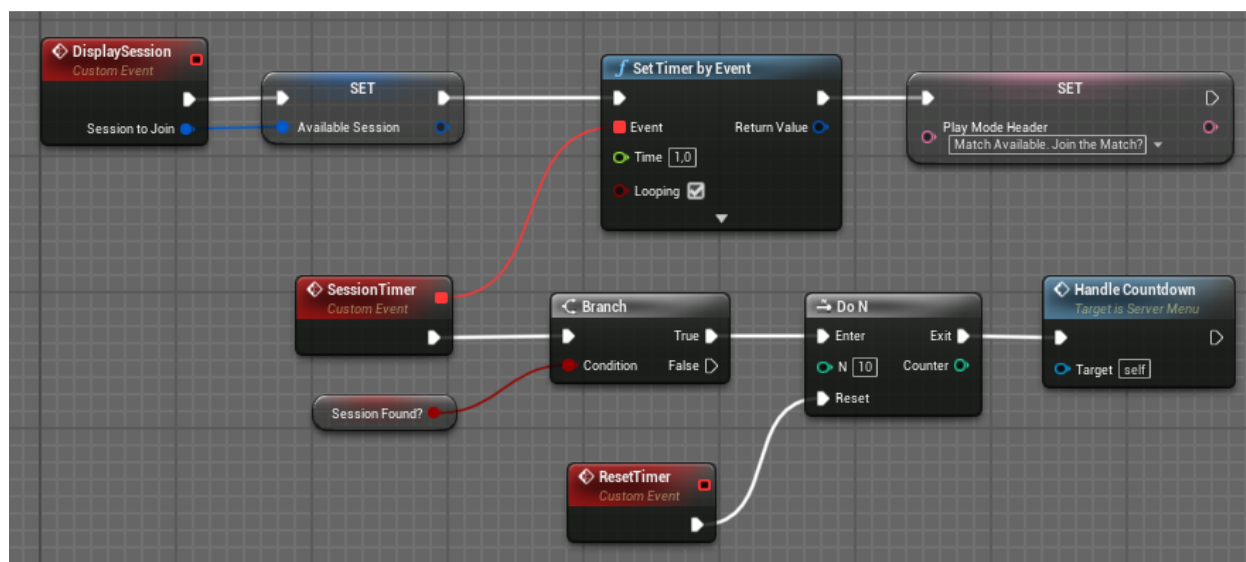 DisplaySession
Custom Event
Session to Join
SET
Available Session
Set Timer by Event
Event
Return Value
Time 1,0
Looping
SET
Play Mode Header
Match Available. Join the Match?
SessionTimer
Custom Event
Session Found?
Branch
True
Condition
False
Do N
Enter
Exit
N 10
Counter
Reset
Handle Countdown
Target is Server Menu
Target self
ResetTimer
Custom Event